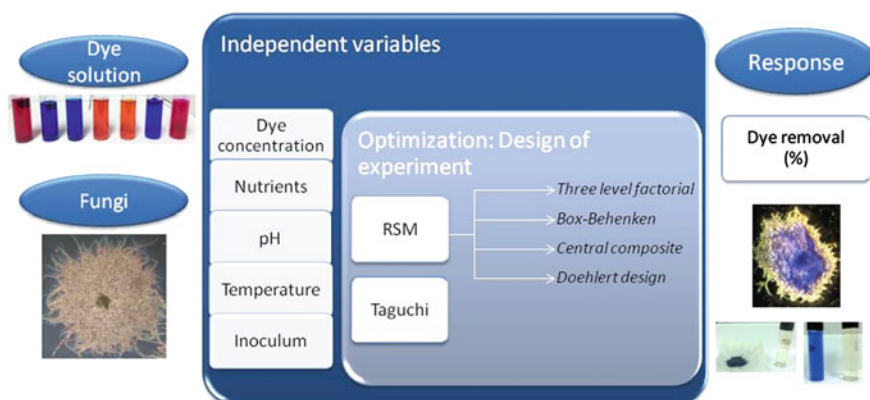 Dye
solution
Fungi
Independent variables
Dye
concentration
Nutrients
pH
Temperature
Inoculum
Optimization: Design of
experiment
RSM
Taguchi
Three level factorial
Box-Behenken
Central composite
Doehlert design
Response
Dye removal
(%)